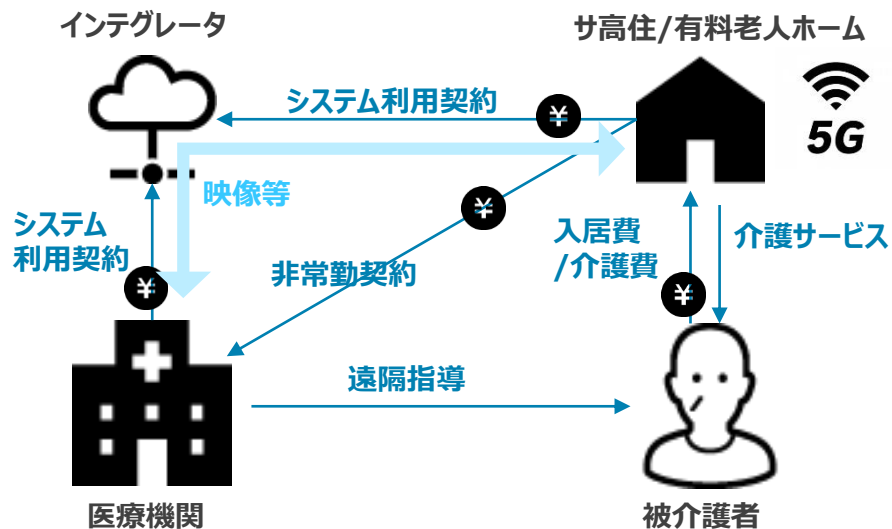 インテグレータ
サ高住/有料老人ホーム
システム利用契約
¥
5G
映像等
¥
システム
利用契約
入居費
/介護費
介護サービス
非常勤契約
¥
¥
遠隔指導
医療機関
被介護者